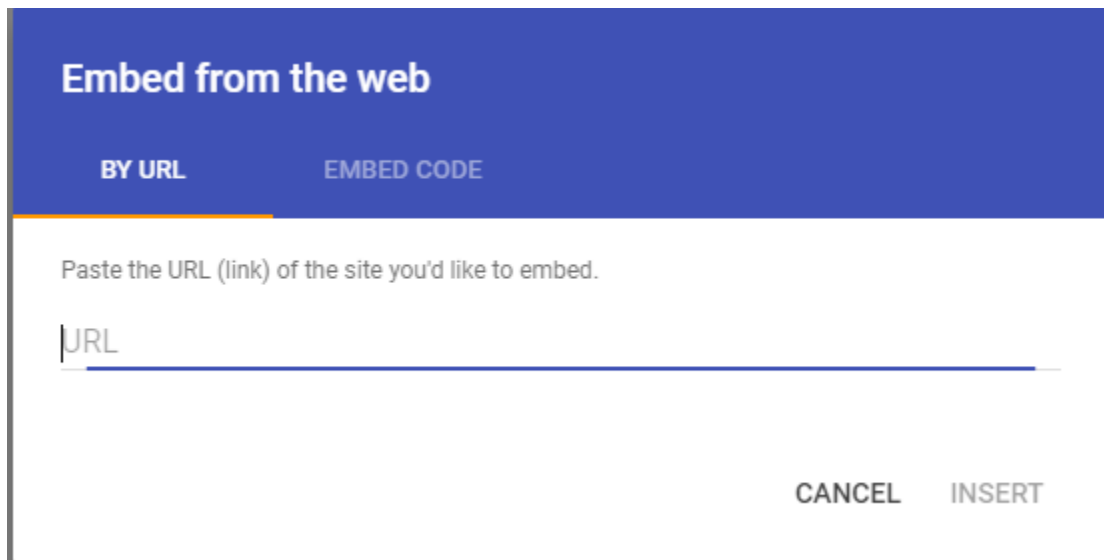 Embed from the web
BY URL EMBED CODE
Paste the URL (link) of the site you'd like to embed.
URL
CANCEL INSERT